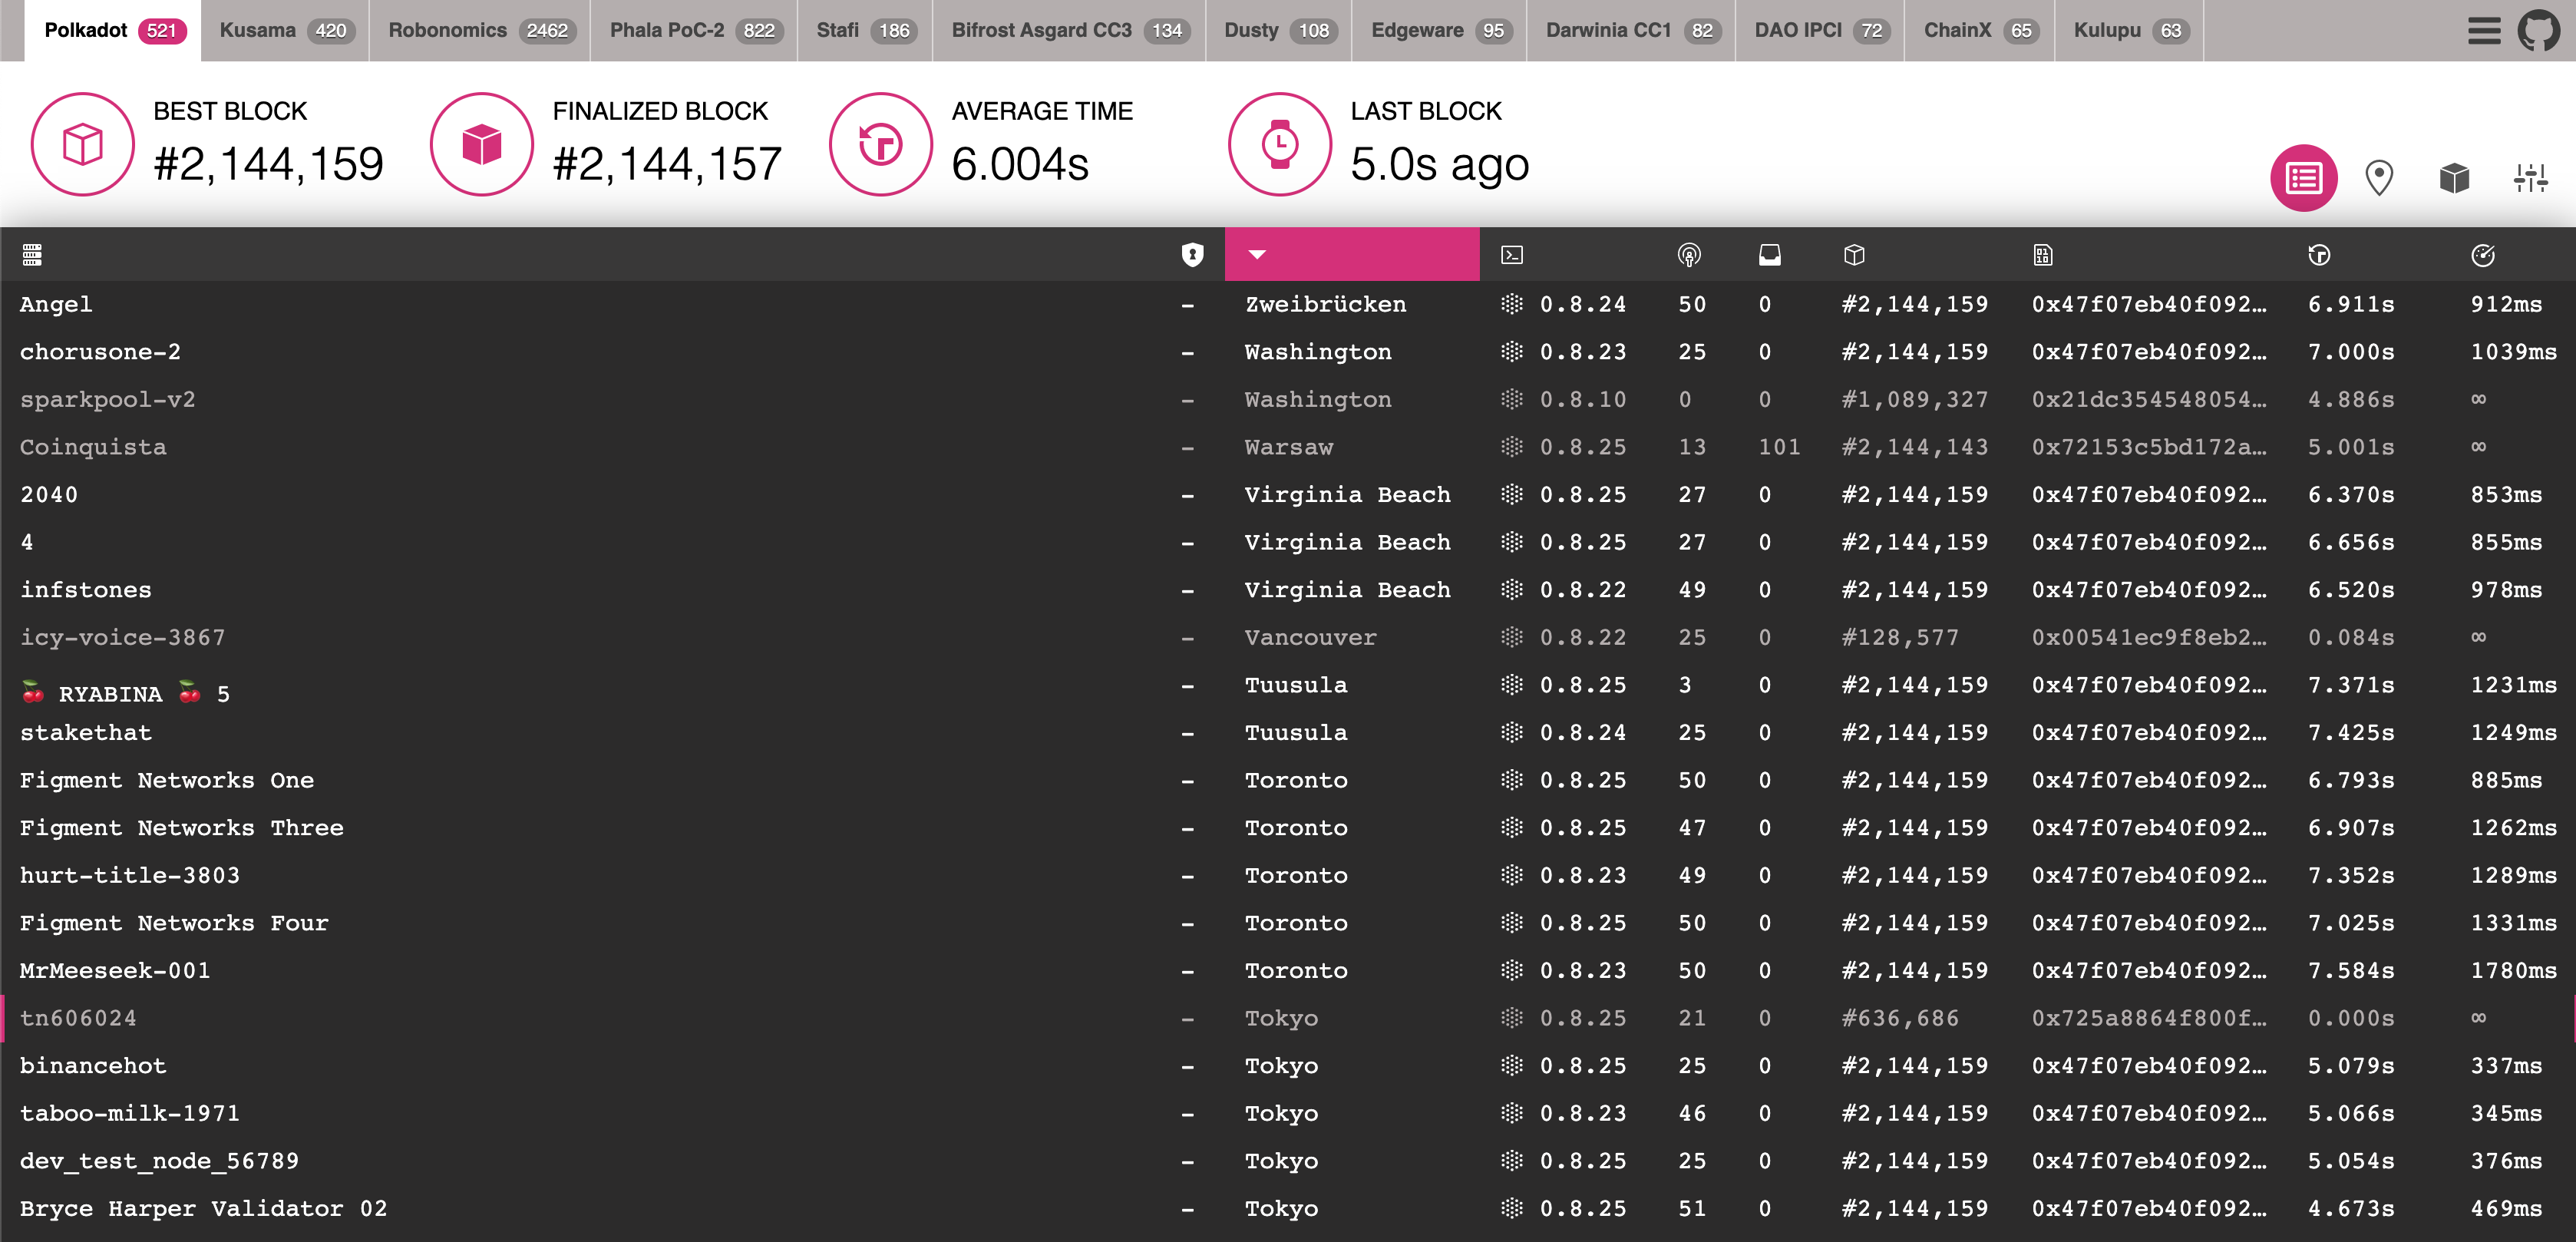 Polkadot 521 Kusama 420 Robonomics 2462 Phala PoC-2 822 Stafi 186 Bifrost Asgard CC3 134 Dusty 108 Edgeware 95 Darwinia CC1 82 DAO IPCI 72 ChainX 65 Kulupu 63
BEST BLOCK FINALIZED BLOCK AVERAGE TIME LAST BLOCK
#2,144,159 #2,144,157 6.004s 5.0s ago
Angel – Zweibrücken 0.8.24 50 0 #2,144,159 0x47f07eb40f092… 6.911s 912ms
chorusone-2 – Washington 0.8.23 25 0 #2,144,159 0x47f07eb40f092… 7.000s 1039ms
sparkpool-v2 – Washington 0.8.10 0 0 #1,089,327 0x21dc354548054… 4.886s ∞
Coinquista – Warsaw 0.8.25 13 101 #2,144,143 0x72153c5bd172a… 5.001s ∞
2040 – Virginia Beach 0.8.25 27 0 #2,144,159 0x47f07eb40f092… 6.370s 853ms
4 – Virginia Beach 0.8.25 27 0 #2,144,159 0x47f07eb40f092… 6.656s 855ms
infstones – Virginia Beach 0.8.22 49 0 #2,144,159 0x47f07eb40f092… 6.520s 978ms
icy-voice-3867 – Vancouver 0.8.22 25 0 #128,577 0x00541ec9f8eb2… 0.084s ∞
🍒 RYABINA 🍒 5 – Tuusula 0.8.25 3 0 #2,144,159 0x47f07eb40f092… 7.371s 1231ms
stakethat – Tuusula 0.8.24 25 0 #2,144,159 0x47f07eb40f092… 7.425s 1249ms
Figment Networks One – Toronto 0.8.25 50 0 #2,144,159 0x47f07eb40f092… 6.793s 885ms
Figment Networks Three – Toronto 0.8.25 47 0 #2,144,159 0x47f07eb40f092… 6.907s 1262ms
hurt-title-3803 – Toronto 0.8.23 49 0 #2,144,159 0x47f07eb40f092… 7.352s 1289ms
Figment Networks Four – Toronto 0.8.25 50 0 #2,144,159 0x47f07eb40f092… 7.025s 1331ms
MrMeeseek-001 – Toronto 0.8.23 50 0 #2,144,159 0x47f07eb40f092… 7.584s 1780ms
tn606024 – Tokyo 0.8.25 21 0 #636,686 0x725a8864f800f… 0.000s ∞
binancehot – Tokyo 0.8.25 25 0 #2,144,159 0x47f07eb40f092… 5.079s 337ms
taboo-milk-1971 – Tokyo 0.8.23 46 0 #2,144,159 0x47f07eb40f092… 5.066s 345ms
dev_test_node_56789 – Tokyo 0.8.25 25 0 #2,144,159 0x47f07eb40f092… 5.054s 376ms
Bryce Harper Validator 02 – Tokyo 0.8.25 51 0 #2,144,159 0x47f07eb40f092… 4.673s 469ms